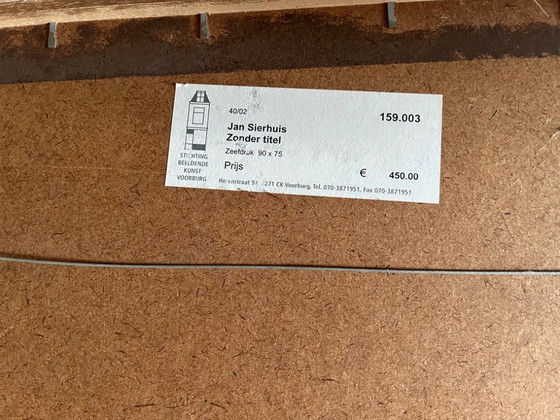 40/02
159.003
Jan Sierhuis
Zonder titel
Zeefdruk 90 x 75
Prijs
€ 450.00
STICHTING
BEELDENDE
KUNST
VOORBURG
271 CK Voorburg, Tel. 070-3871951, Fax 070-3871951